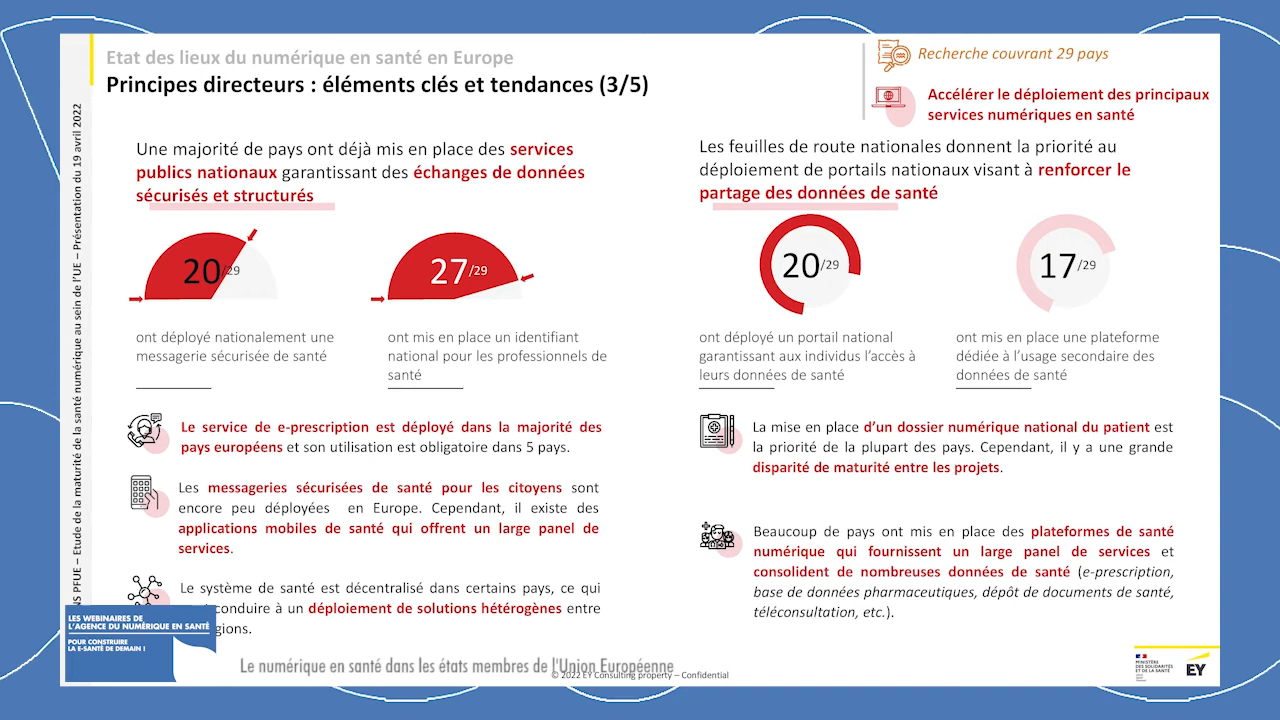 Etat des lieux du numérique en santé en Europe
Principes directeurs : éléments clés et tendances (3/5)
Recherche couvrant 29 pays
Accélérer le déploiement des principaux
services numériques en santé
NS PFUE – Etude de la maturité de la santé numérique au sein de l'UE – Présentation du 19 avril 2022
Une majorité de pays ont déjà mis en place des services
publics nationaux garantissant des échanges de données
sécurisés et structurés
20/29
27/29
ont déployé nationalement une
messagerie sécurisée de santé
ont mis en place un identifiant
national pour les professionnels de
santé
Le service de e-prescription est déployé dans la majorité des
pays européens et son utilisation est obligatoire dans 5 pays.
Les messageries sécurisées de santé pour les citoyens sont
encore peu déployées en Europe. Cependant, il existe des
applications mobiles de santé qui offrent un large panel de
services.
Le système de santé est décentralisé dans certains pays, ce qui
conduire à un déploiement de solutions hétérogènes entre
gions.
Les feuilles de route nationales donnent la priorité au
déploiement de portails nationaux visant à renforcer le
partage des données de santé
20/29
17/29
ont déployé un portail national
garantissant aux individus l'accès à
leurs données de santé
ont mis en place une plateforme
dédiée à l'usage secondaire des
données de santé
La mise en place d'un dossier numérique national du patient est
la priorité de la plupart des pays. Cependant, il y a une grande
disparité de maturité entre les projets.
Beaucoup de pays ont mis en place des plateformes de santé
numérique qui fournissent un large panel de services et
consolident de nombreuses données de santé (e-prescription,
base de données pharmaceutiques, dépôt de documents de santé,
téléconsultation, etc.).
LES WEBINAIRES DE
L'AGENCE DU NUMÉRIQUE EN SANTÉ
POUR CONSTRUIRE
LA E-SANTÉ DE DEMAIN !
Le numérique en santé dans les états membres de l'Union Européenne
© 2022 EY Consulting property – Confidential
MINISTÈRE
DES SOLIDARITÉS
ET DE LA SANTÉ
EY